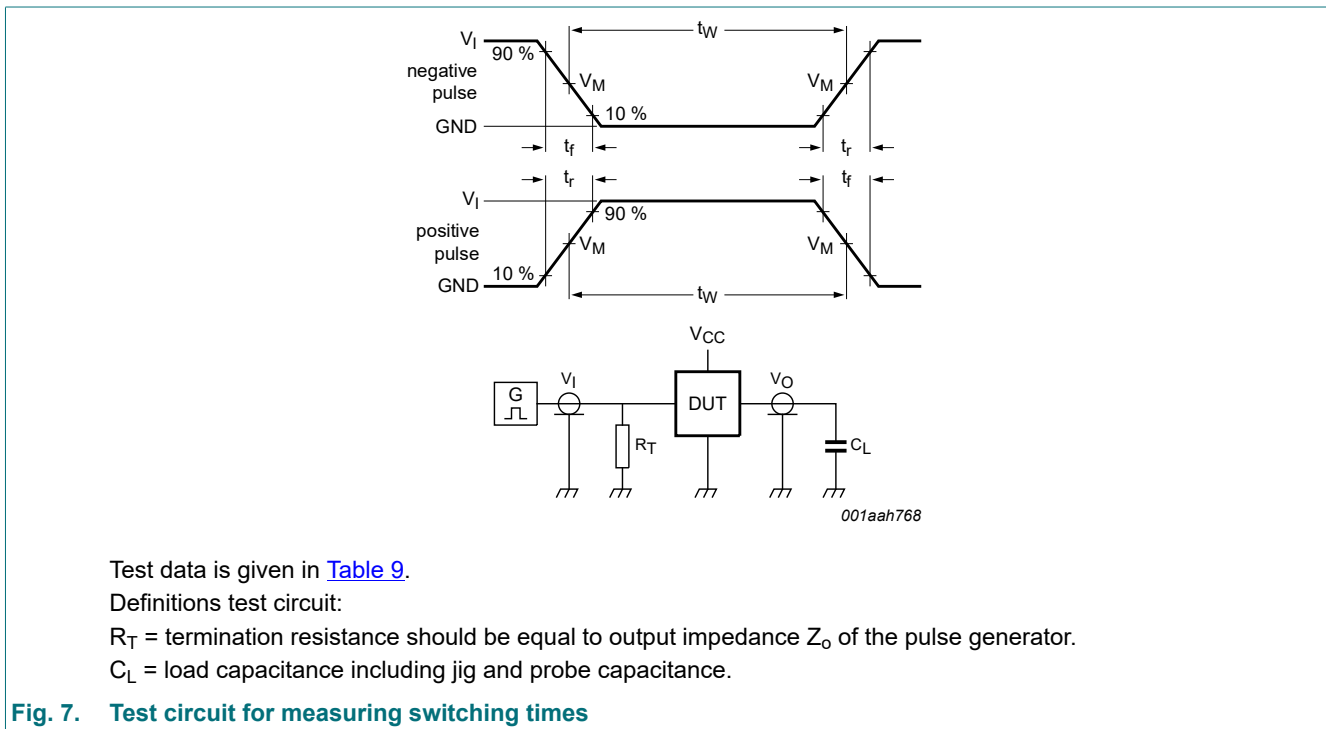 tW
VI
90 %
negative
pulse
VM
VM
10 %
GND
tf
tr
tr
tf
VI
90 %
positive
pulse
VM
VM
10 %
GND
tW
VCC
G
VI
DUT
VO
RT
CL
001aah768
Test data is given in Table 9.
Definitions test circuit:
RT = termination resistance should be equal to output impedance Zo of the pulse generator.
CL = load capacitance including jig and probe capacitance.
Fig. 7. Test circuit for measuring switching times